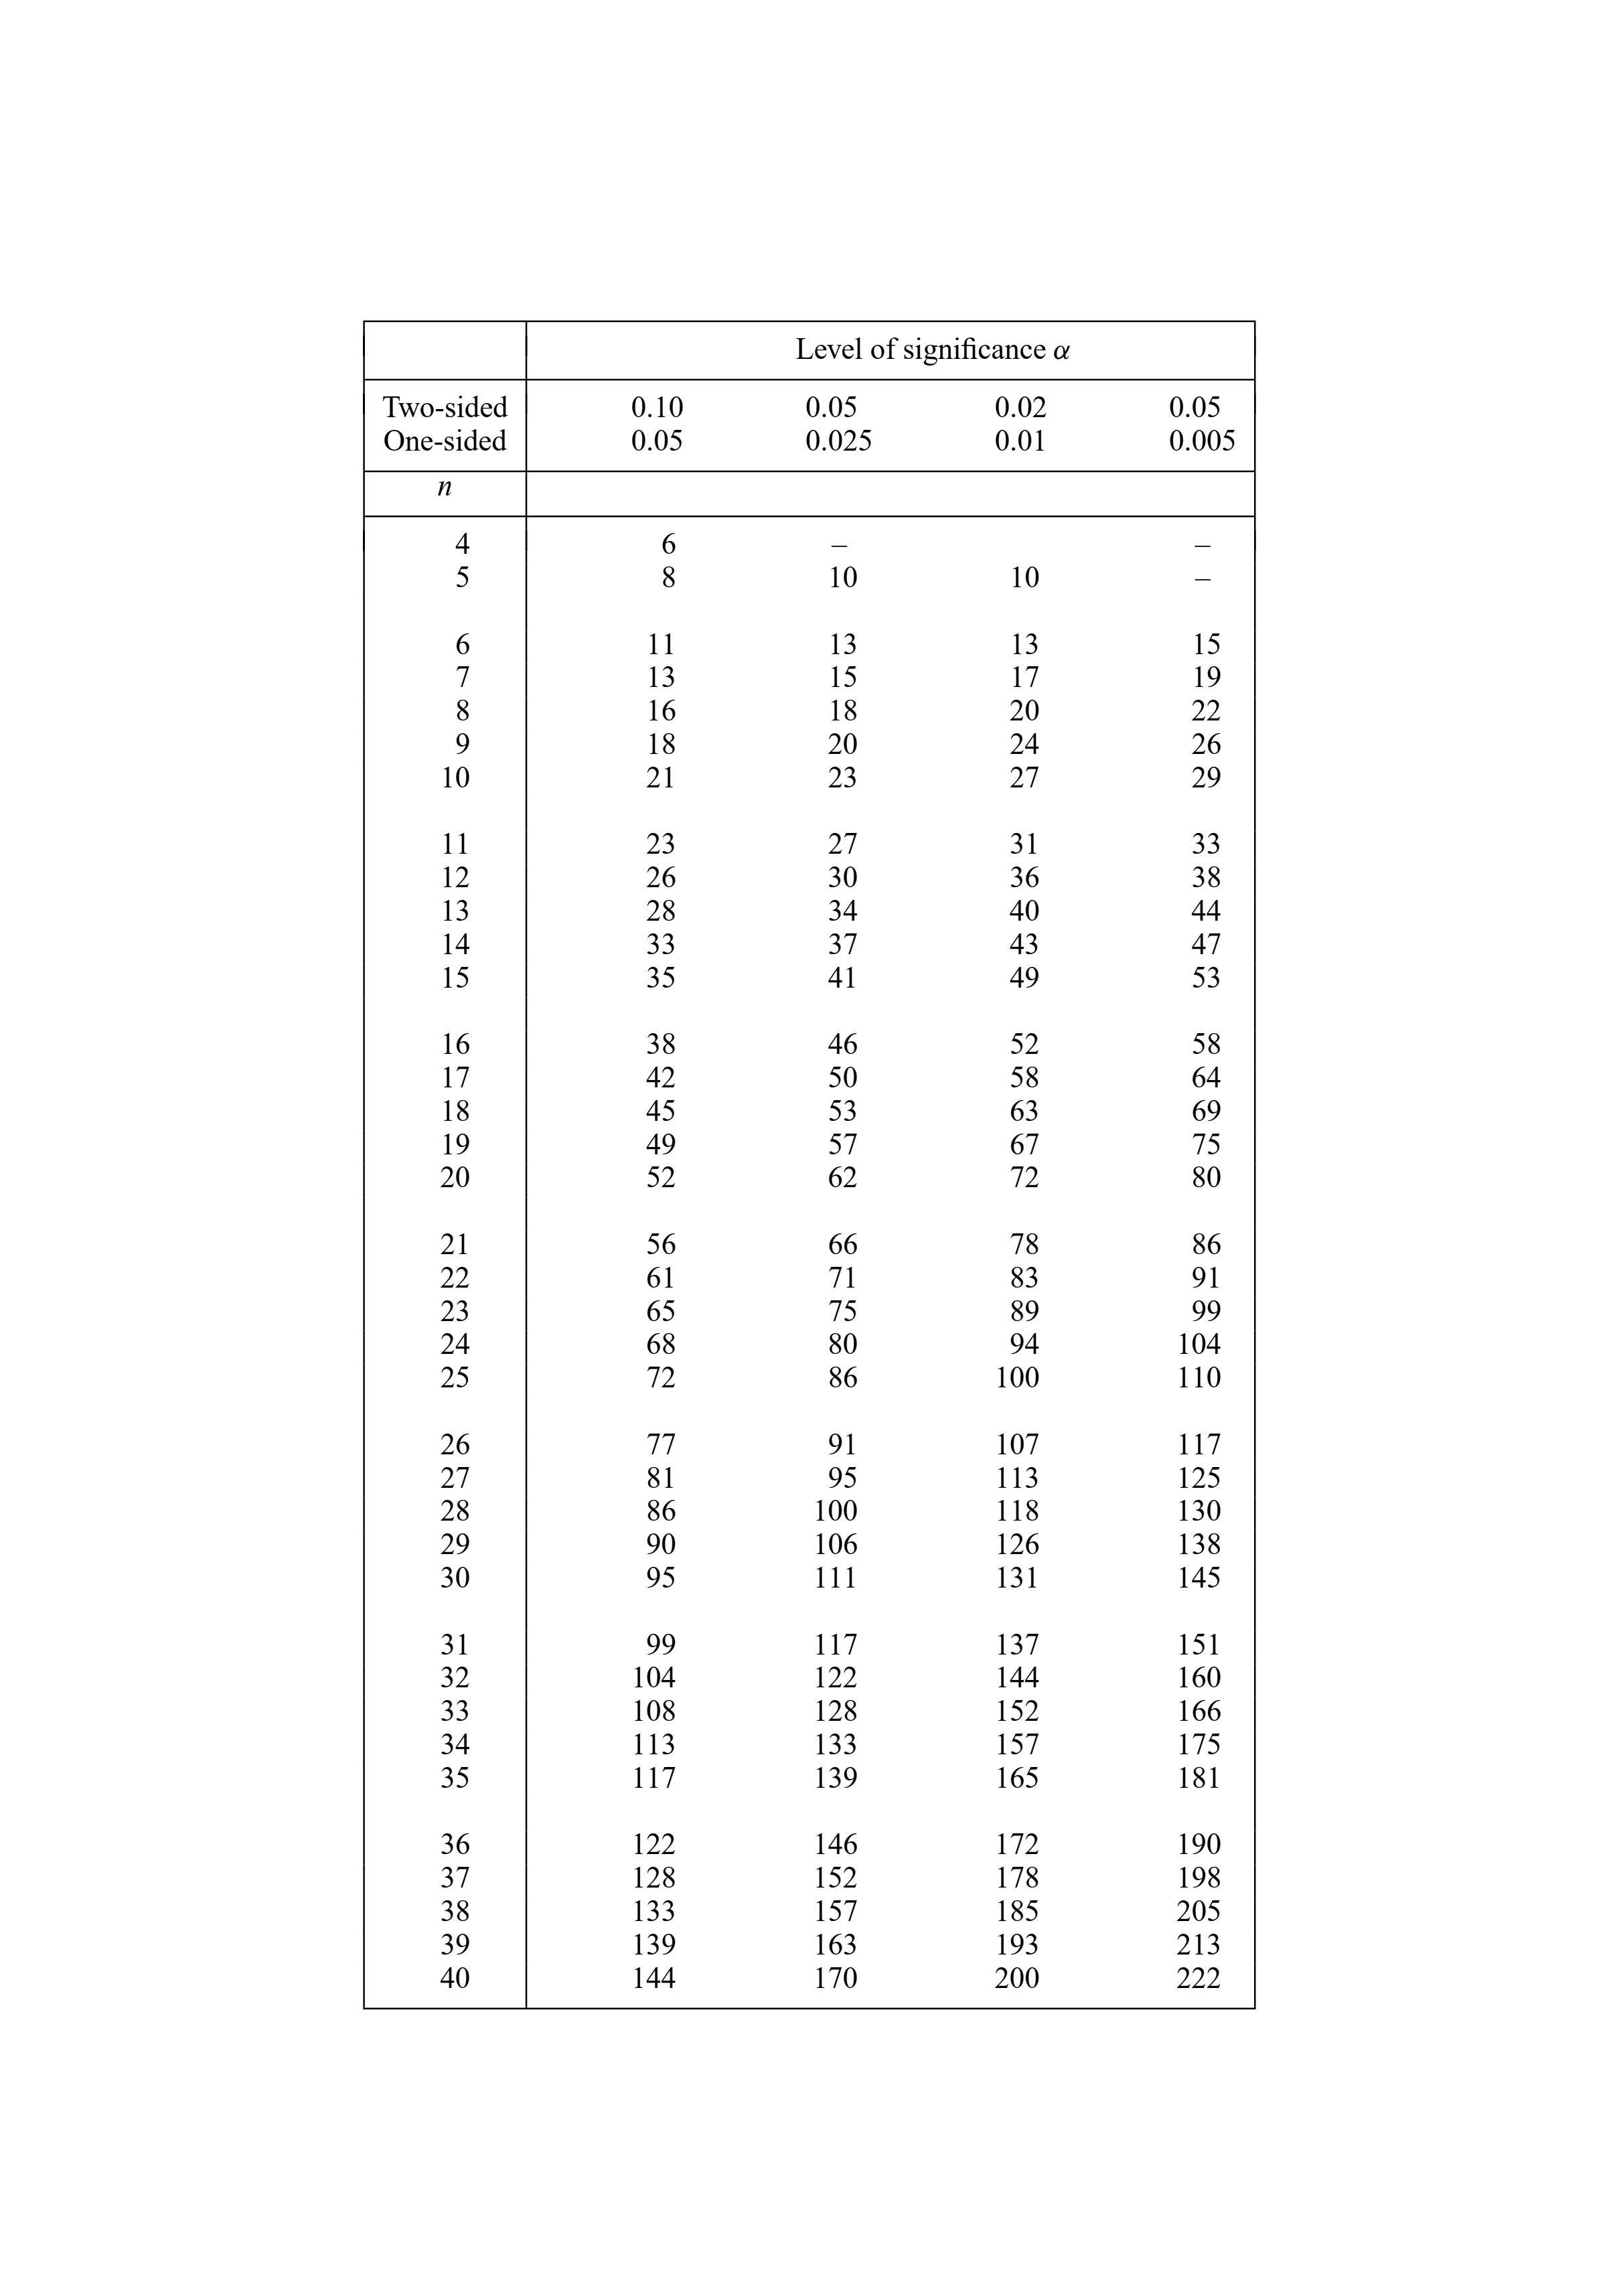 Level of significance α
Two-sided 0.10 0.05 0.02 0.05
One-sided 0.05 0.025 0.01 0.005
n
4 6 – –
5 8 10 10 –
6 11 13 13 15
7 13 15 17 19
8 16 18 20 22
9 18 20 24 26
10 21 23 27 29
11 23 27 31 33
12 26 30 36 38
13 28 34 40 44
14 33 37 43 47
15 35 41 49 53
16 38 46 52 58
17 42 50 58 64
18 45 53 63 69
19 49 57 67 75
20 52 62 72 80
21 56 66 78 86
22 61 71 83 91
23 65 75 89 99
24 68 80 94 104
25 72 86 100 110
26 77 91 107 117
27 81 95 113 125
28 86 100 118 130
29 90 106 126 138
30 95 111 131 145
31 99 117 137 151
32 104 122 144 160
33 108 128 152 166
34 113 133 157 175
35 117 139 165 181
36 122 146 172 190
37 128 152 178 198
38 133 157 185 205
39 139 163 193 213
40 144 170 200 222